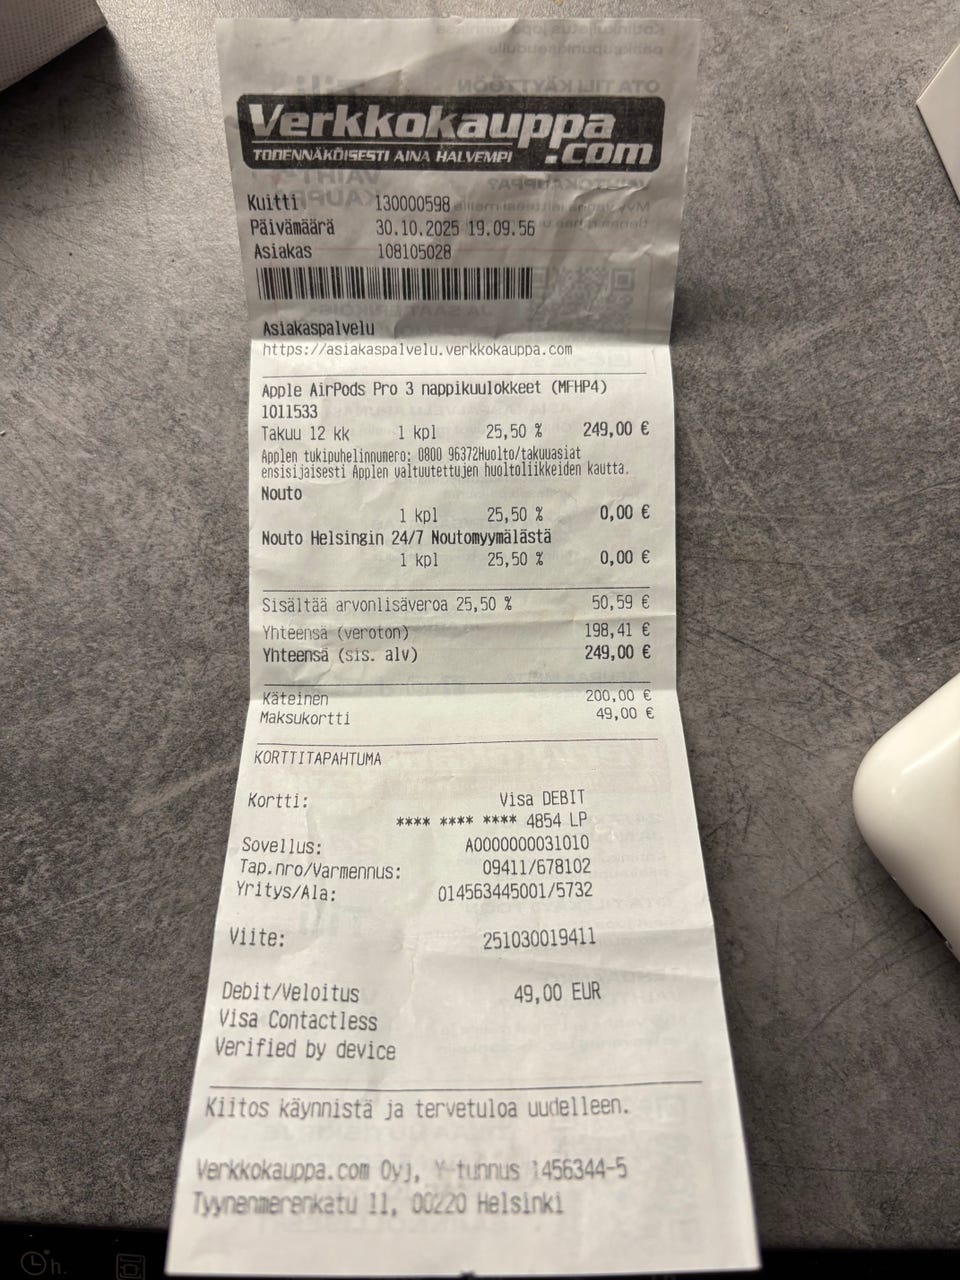 Verkkokauppa
.com
TODENNÄKÖISESTI AINA HALVEMPI
Kuitti 130000598
Päivämäärä 30.10.2025 19.09.56
Asiakas 108105028
Asiakaspalvelu
https://asiakaspalvelu.verkkokauppa.com
Apple AirPods Pro 3 nappikuulokkeet (MFHP4)
1011533
Takuu 12 kk 1 kpl 25,50 % 249,00 €
Applen tukipuhelinnumero: 0800 96372Huolto/takuuasiat
ensisijaisesti Applen valtuutettujen huoltoliikkeiden kautta.
Nouto
1 kpl 25,50 % 0,00 €
Nouto Helsingin 24/7 Noutomyymälästä
1 kpl 25,50 % 0,00 €
Sisältää arvonlisäveroa 25,50 % 50,59 €
Yhteensä (veroton) 198,41 €
Yhteensä (sis. alv) 249,00 €
Käteinen 200,00 €
Maksukortti 49,00 €
KORTTITAPAHTUMA
Kortti: Visa DEBIT
**** **** **** 4854 LP
Sovellus: A0000000031010
Tap.nro/Varmennus: 09411/678102
Yritys/Ala: 014563445001/5732
Viite: 251030019411
Debit/Veloitus 49,00 EUR
Visa Contactless
Verified by device
Kiitos käynnistä ja tervetuloa uudelleen.
Verkkokauppa.com Oyj, Y-tunnus 1456344-5
Tyynenmerenkatu 11, 00220 Helsinki
h.